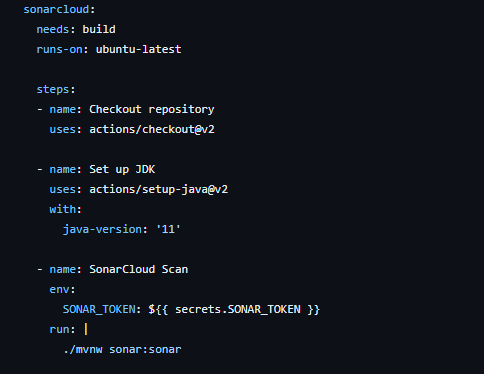 sonarcloud:
  needs: build
  runs-on: ubuntu-latest

  steps:
  - name: Checkout repository
    uses: actions/checkout@v2

  - name: Set up JDK
    uses: actions/setup-java@v2
    with:
      java-version: '11'

  - name: SonarCloud Scan
    env:
      SONAR_TOKEN: ${{ secrets.SONAR_TOKEN }}
    run: |
      ./mvnw sonar:sonar